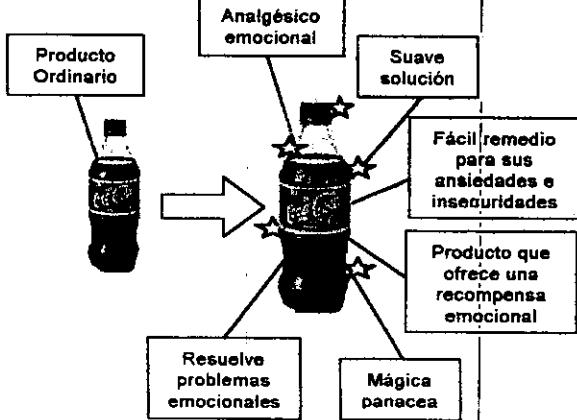 Analgésico
emocional
Producto
Ordinario
Suave
solución
Fácil remedio
para sus
ansiedades e
inseguridades
Producto que
ofrece una
recompensa
emocional
Resuelve
problemas
emocionales
Mágica
panacea